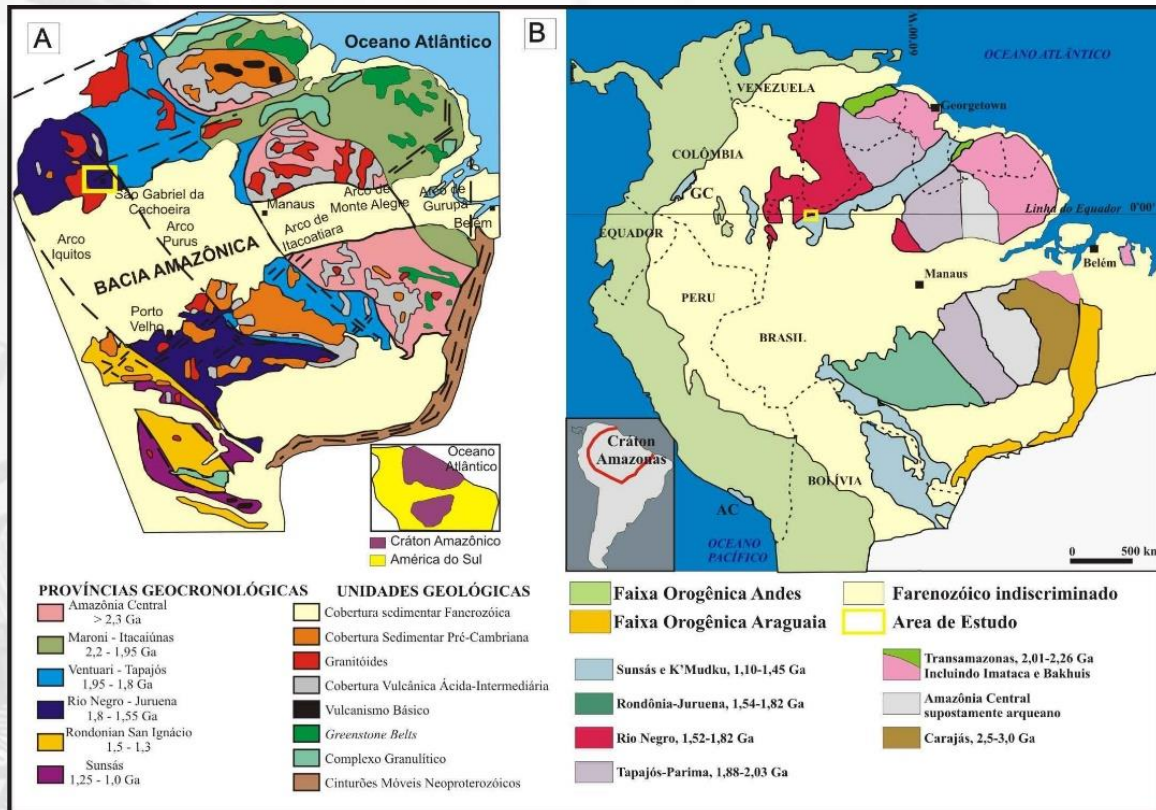 A
Oceano Atlântico
São Gabriel da
Cachoeira
Manaus
Arco de
Monte Alegre
Arco de
Gurupá
Belém
Arco
Iquitos
Arco
Purus
Arco de
Itacoatiara
BACIA AMAZÔNICA
Porto
Velho
Oceano
Atlântico
Cráton Amazônico
América do Sul
PROVÍNCIAS GEOCRONOLÓGICAS
Amazônia Central
> 2,3 Ga
Maroni - Itacaiúnas
2,2 - 1,95 Ga
Ventuari - Tapajós
1,95 - 1,8 Ga
Rio Negro - Juruena
1,8 - 1,55 Ga
Rondonian San Ignácio
1,5 - 1,3
Sunsás
1,25 - 1,0 Ga
UNIDADES GEOLÓGICAS
Cobertura sedimentar Fanerozóica
Cobertura Sedimentar Pré-Cambriana
Granitóides
Cobertura Vulcânica Ácida-Intermediária
Vulcanismo Básico
Greenstone Belts
Complexo Granulítico
Cinturões Móveis Neoproterozóicos
B
W.00.09
OCEANO ATLÂNTICO
VENEZUELA
Georgetown
COLÔMBIA
GC
Linha do Equador
0°00'
EQUADOR
Belém
Manaus
PERU
BRASIL
Cráton
Amazonas
BOLÍVIA
AC
OCEANO
PACÍFICO
0 500 km
Faixa Orogênica Andes
Faixa Orogênica Araguaia
Farenozóico indiscriminado
Area de Estudo
Sunsás e K'Mudku, 1,10-1,45 Ga
Rondônia-Juruena, 1,54-1,82 Ga
Rio Negro, 1,52-1,82 Ga
Tapajós-Parima, 1,88-2,03 Ga
Transamazonas, 2,01-2,26 Ga
Incluindo Imataca e Bakhuis
Amazônia Central
supostamente arqueano
Carajás, 2,5-3,0 Ga